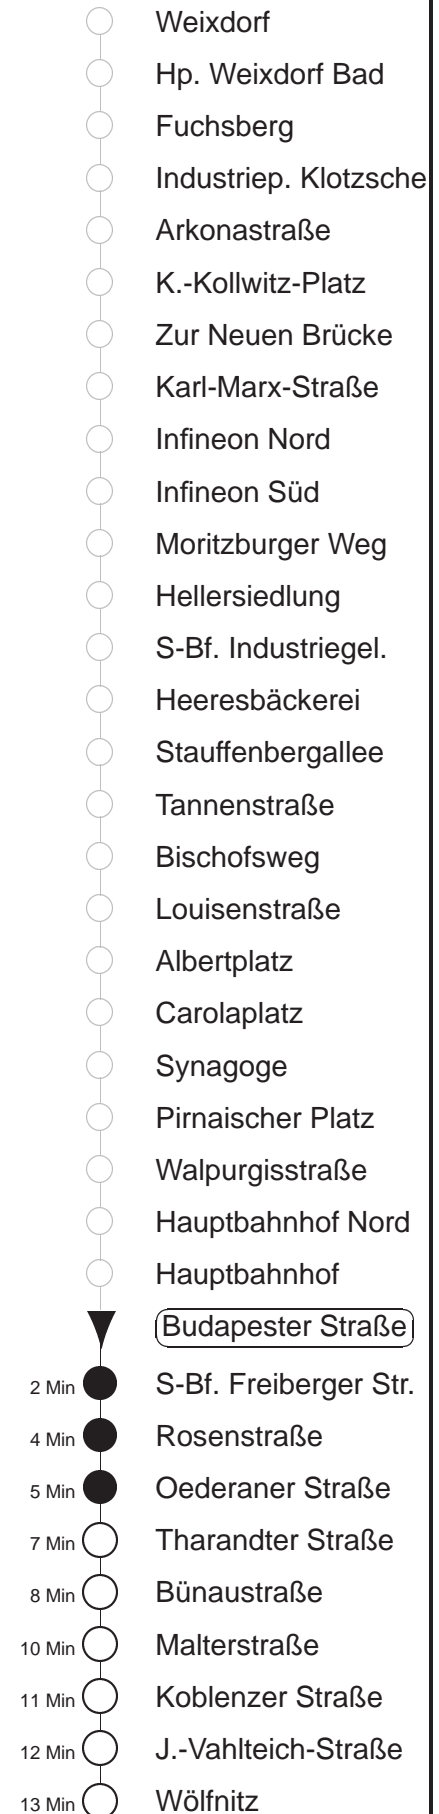 Weixdorf
Hp. Weixdorf Bad
Fuchsberg
Industriep. Klotzsche
Arkonastraße
K.-Kollwitz-Platz
Zur Neuen Brücke
Karl-Marx-Straße
Infineon Nord
Infineon Süd
Moritzburger Weg
Hellersiedlung
S-Bf. Industriegel.
Heeresbäckerei
Stauffenbergallee
Tannenstraße
Bischofsweg
Louisenstraße
Albertplatz
Carolaplatz
Synagoge
Pirnaischer Platz
Walpurgisstraße
Hauptbahnhof Nord
Hauptbahnhof
Budapester Straße
2 Min S-Bf. Freiberger Str.
4 Min Rosenstraße
5 Min Oederaner Straße
7 Min Tharandter Straße
8 Min Bünaustraße
10 Min Malterstraße
11 Min Koblenzer Straße
12 Min J.-Vahlteich-Straße
13 Min Wölfnitz